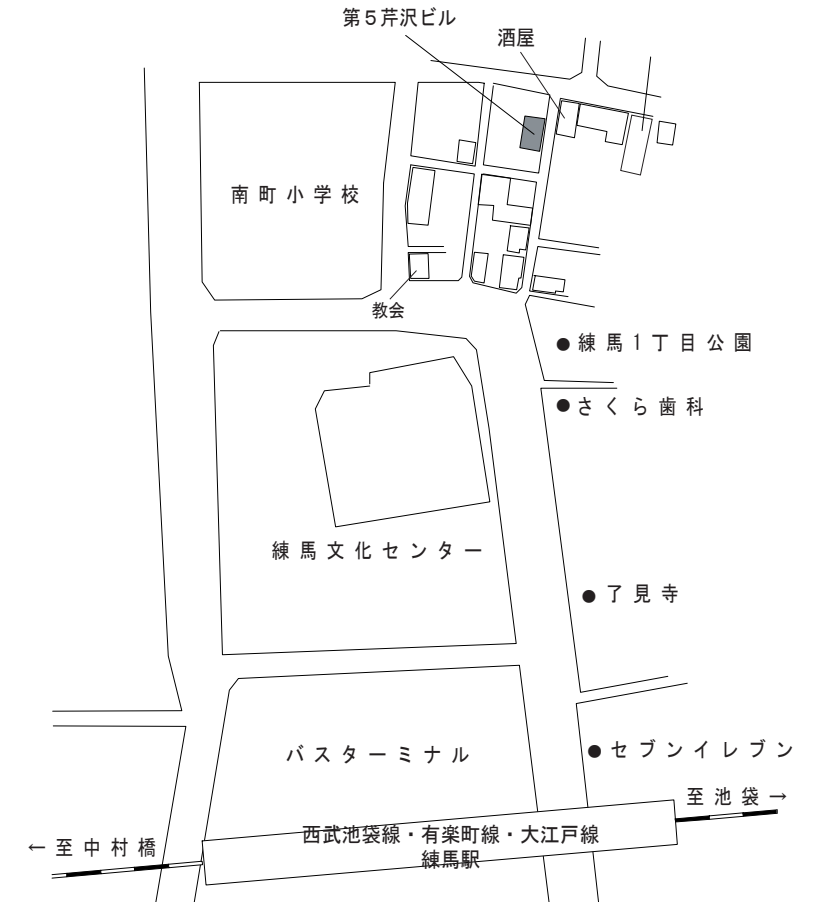 第5芹沢ビル
酒屋
南町小学校
教会
●練馬1丁目公園
●さくら歯科
練馬文化センター
●了見寺
バスターミナル
●セブンイレブン
至池袋→
←至中村橋
西武池袋線・有楽町線・大江戸線
練馬駅